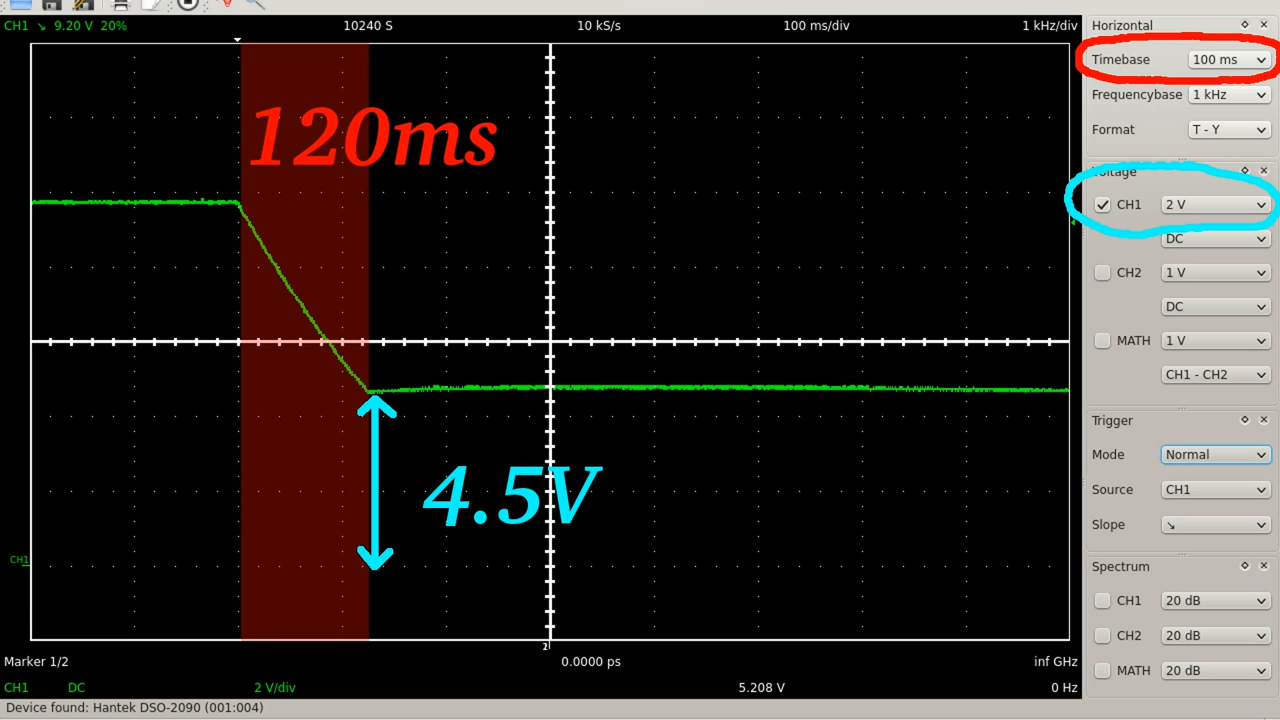 CH1 ↘ 9.20 V 20% 10240 S 10 kS/s 100 ms/div 1 kHz/div
120ms
4.5V
CH1
2
Marker 1/2 0.0000 ps inf GHz
CH1 DC 2 V/div 5.208 V 0 Hz
Device found: Hantek DSO-2090 (001:004)
Horizontal
Timebase 100 ms
Frequencybase 1 kHz
Format T - Y
Voltage
CH1 2 V
DC
CH2 1 V
DC
MATH 1 V
CH1 - CH2
Trigger
Mode Normal
Source CH1
Slope ↘
Spectrum
CH1 20 dB
CH2 20 dB
MATH 20 dB